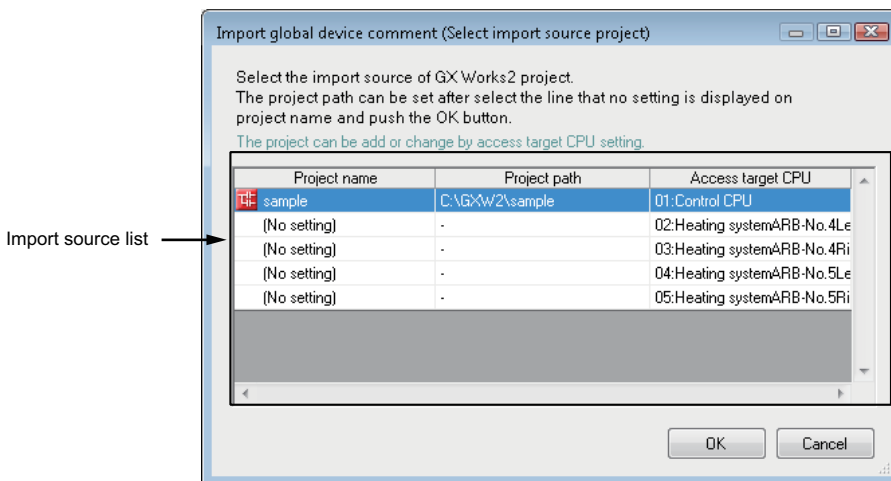 Import global device comment (Select import source project)
Select the import source of GX Works2 project.
The project path can be set after select the line that no setting is displayed on
project name and push the OK button.
The project can be add or change by access target CPU setting.
Project name Project path Access target CPU
sample C:\GXW2\sample 01:Control CPU
(No setting) - 02:Heating systemARB-No.4Le
(No setting) - 03:Heating systemARB-No.4Ri
(No setting) - 04:Heating systemARB-No.5Le
(No setting) - 05:Heating systemARB-No.5Ri
Import source list
OK Cancel